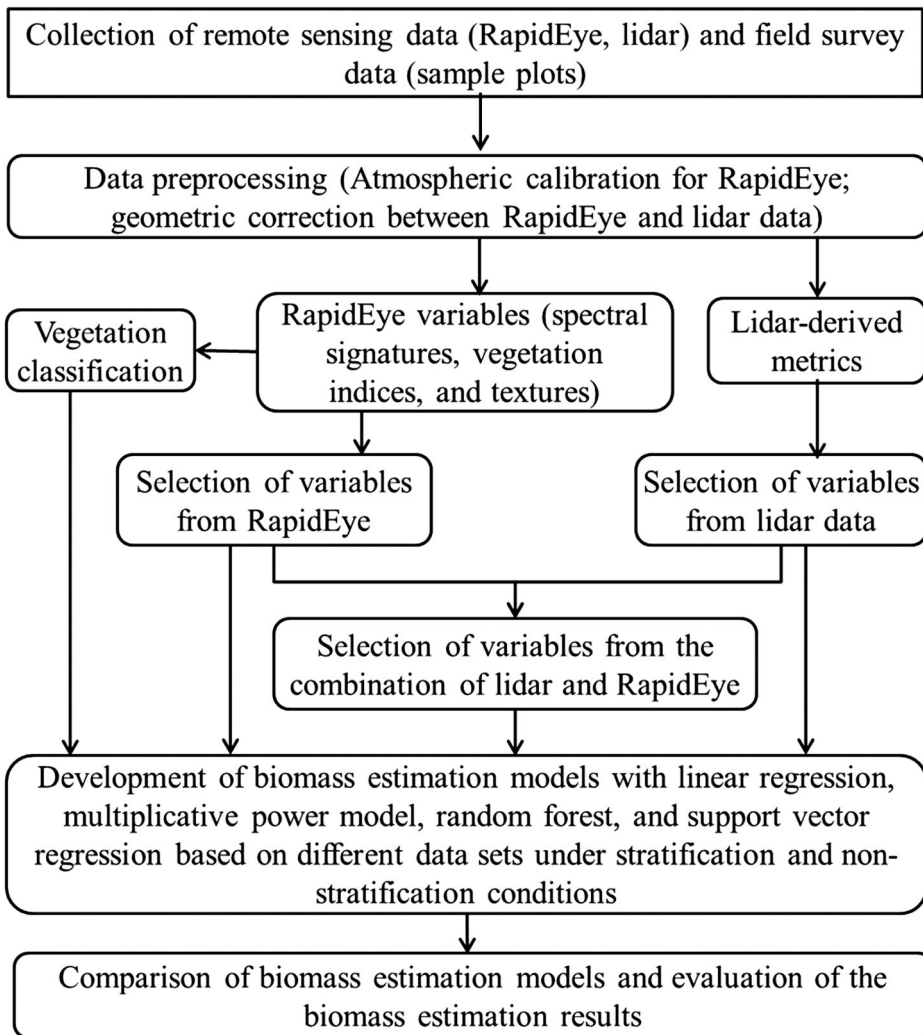 Collection of remote sensing data (RapidEye, lidar) and field survey
data (sample plots)
Data preprocessing (Atmospheric calibration for RapidEye;
geometric correction between RapidEye and lidar data)
Vegetation
classification
RapidEye variables (spectral
signatures, vegetation
indices, and textures)
Lidar-derived
metrics
Selection of variables
from RapidEye
Selection of variables
from lidar data
Selection of variables from the
combination of lidar and RapidEye
Development of biomass estimation models with linear regression,
multiplicative power model, random forest, and support vector
regression based on different data sets under stratification and non-
stratification conditions
Comparison of biomass estimation models and evaluation of the
biomass estimation results